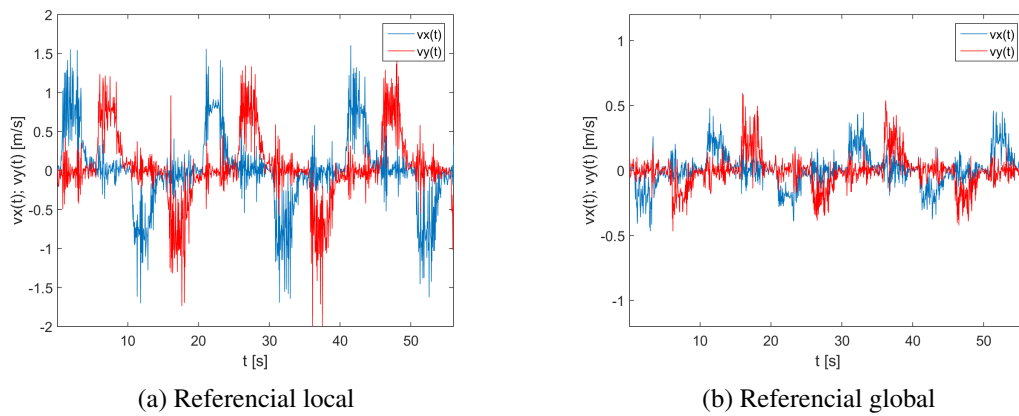 2
1.5
1
0.5
0
-0.5
-1
-1.5
-2
vx(t); vy(t) [m/s]
vx(t)
vy(t)
10 20 30 40 50
t [s]
(a) Referencial local
1
0.5
0
-0.5
-1
vx(t); vy(t) [m/s]
vx(t)
vy(t)
10 20 30 40 50
t [s]
(b) Referencial global